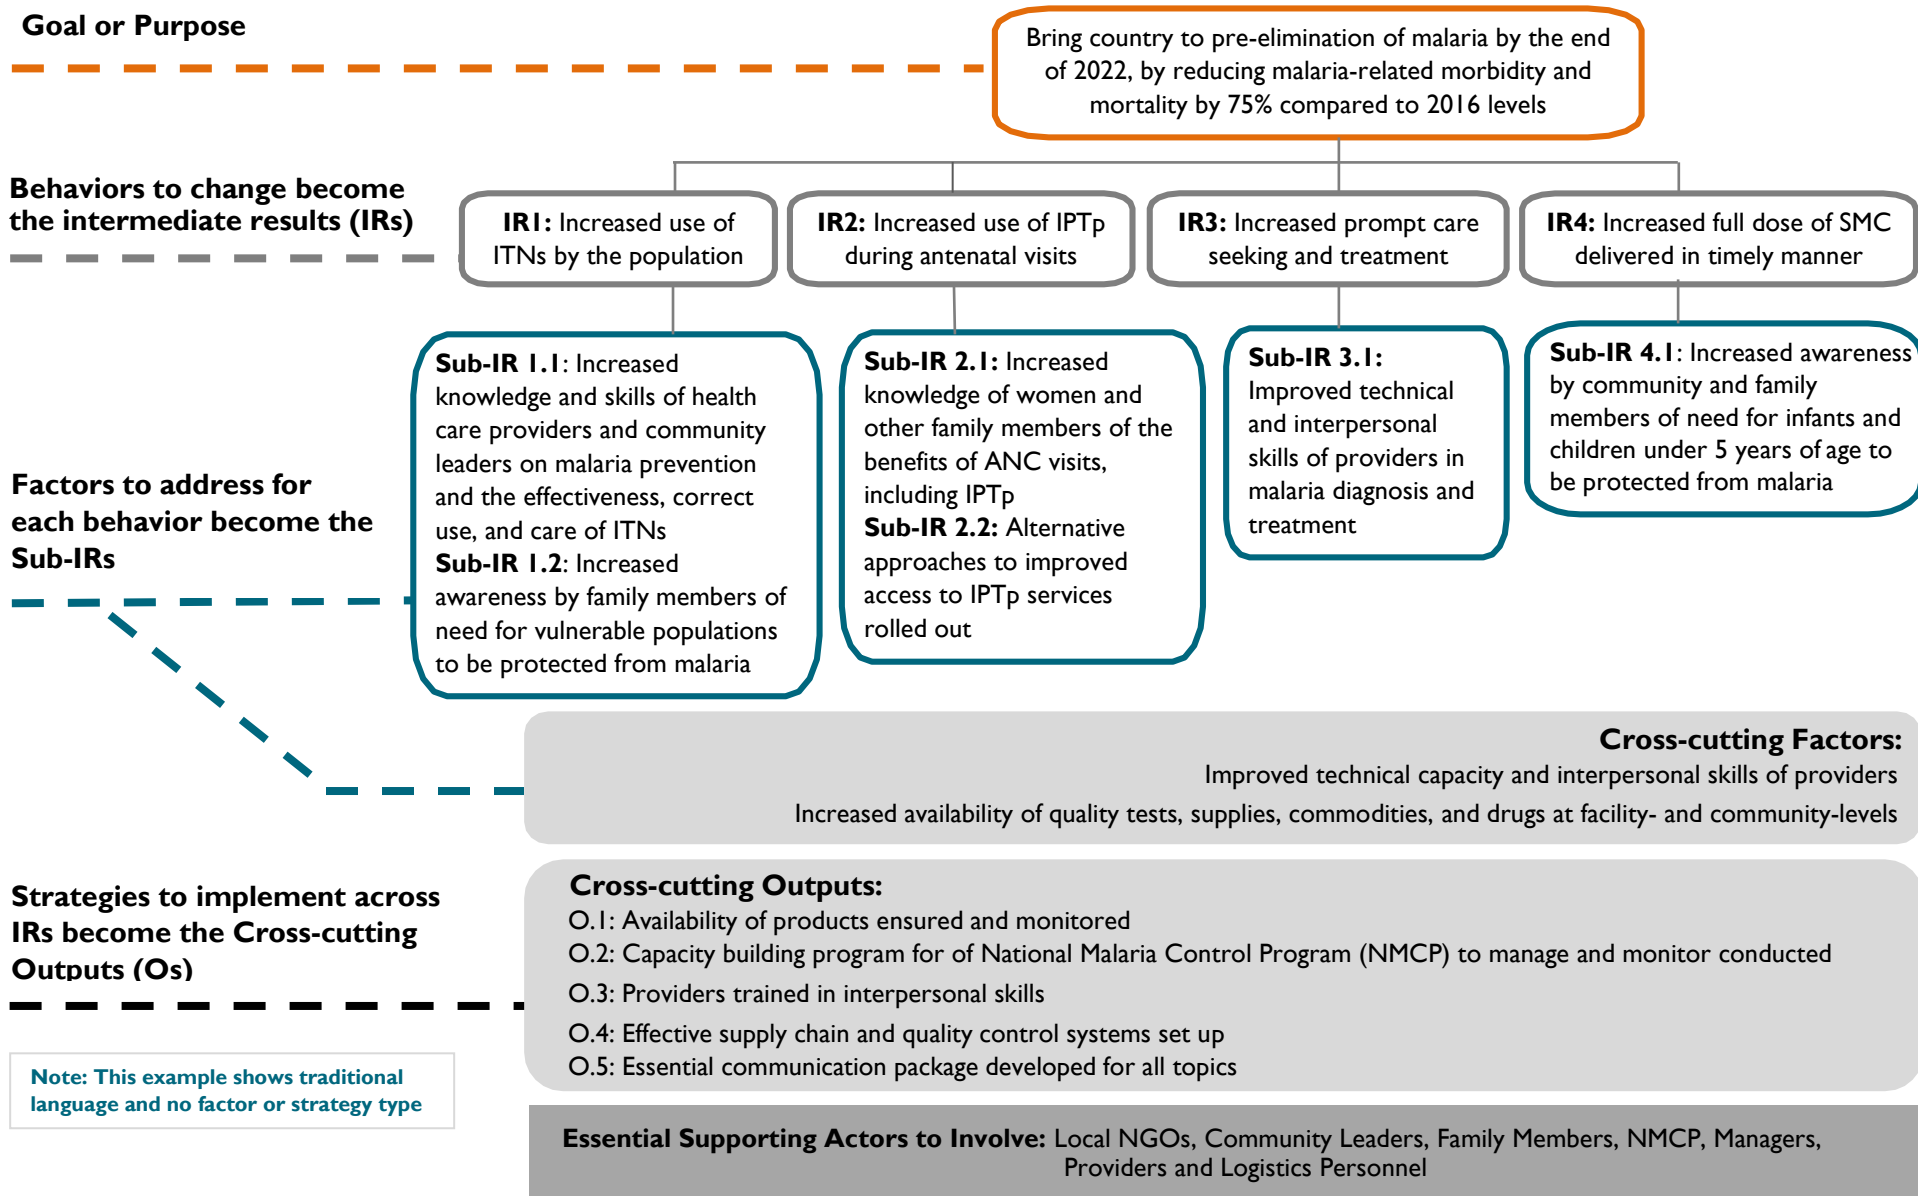 Goal or Purpose
Bring country to pre-elimination of malaria by the end
of 2022, by reducing malaria-related morbidity and
mortality by 75% compared to 2016 levels
Behaviors to change become
the intermediate results (IRs)
IR1: Increased use of
ITNs by the population
IR2: Increased use of IPTp
during antenatal visits
IR3: Increased prompt care
seeking and treatment
IR4: Increased full dose of SMC
delivered in timely manner
Factors to address for
each behavior become the
Sub-IRs
Sub-IR 1.1: Increased
knowledge and skills of health
care providers and community
leaders on malaria prevention
and the effectiveness, correct
use, and care of ITNs
Sub-IR 1.2: Increased
awareness by family members of
need for vulnerable populations
to be protected from malaria
Sub-IR 2.1: Increased
knowledge of women and
other family members of the
benefits of ANC visits,
including IPTp
Sub-IR 2.2: Alternative
approaches to improved
access to IPTp services
rolled out
Sub-IR 3.1:
Improved technical
and interpersonal
skills of providers in
malaria diagnosis and
treatment
Sub-IR 4.1: Increased awareness
by community and family
members of need for infants and
children under 5 years of age to
be protected from malaria
Cross-cutting Factors:
Improved technical capacity and interpersonal skills of providers
Increased availability of quality tests, supplies, commodities, and drugs at facility- and community-levels
Strategies to implement across
IRs become the Cross-cutting
Outputs (Os)
Cross-cutting Outputs:
O.1: Availability of products ensured and monitored
O.2: Capacity building program for of National Malaria Control Program (NMCP) to manage and monitor conducted
O.3: Providers trained in interpersonal skills
O.4: Effective supply chain and quality control systems set up
O.5: Essential communication package developed for all topics
Note: This example shows traditional
language and no factor or strategy type
Essential Supporting Actors to Involve: Local NGOs, Community Leaders, Family Members, NMCP, Managers,
Providers and Logistics Personnel